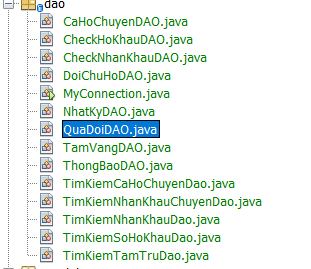 dao
CaHoChuyenDAO.java
CheckHoKhauDAO.java
CheckNhanKhauDAO.java
DoiChuHoDAO.java
MyConnection.java
NhatKyDAO.java
QuaDoiDAO.java
TamVangDAO.java
ThongBaoDAO.java
TimKiemCaHoChuyenDao.java
TimKiemNhanKhauChuyenDao.java
TimKiemNhanKhauDao.java
TimKiemSoHoKhauDao.java
TimKiemTamTruDao.java